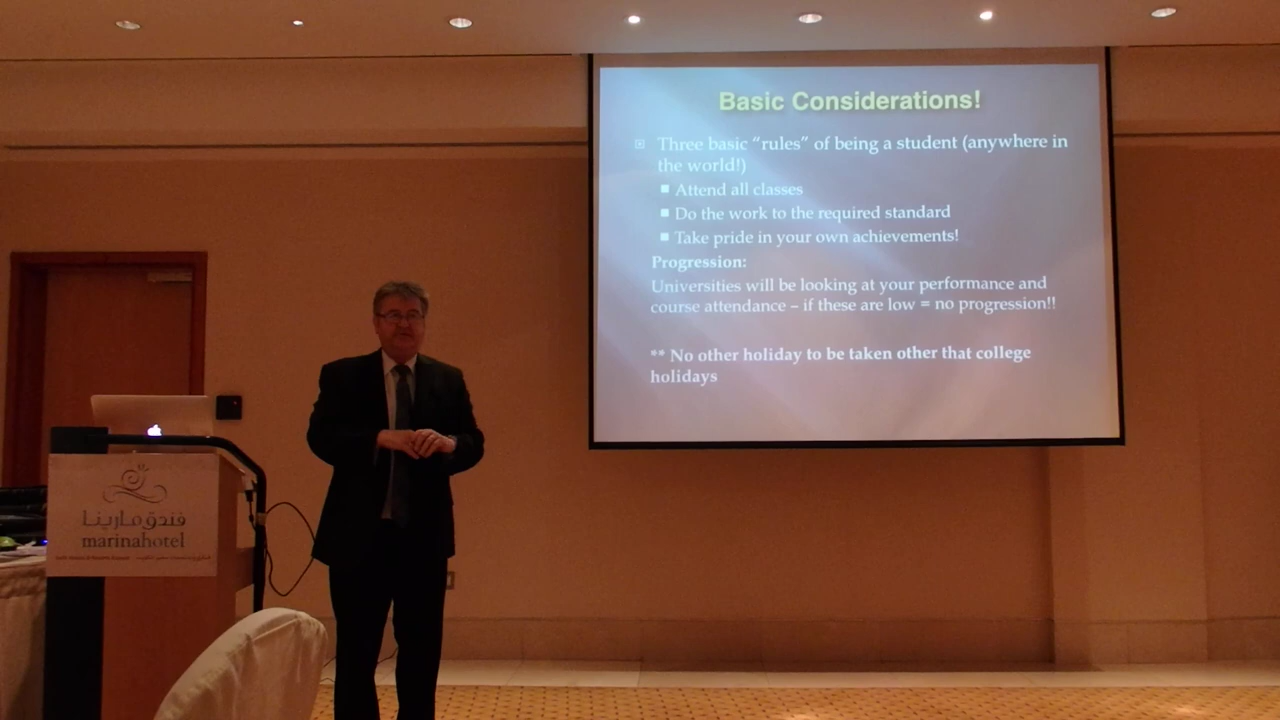 Basic Considerations!
Three basic “rules” of being a student (anywhere in
the world!)
Attend all classes
Do the work to the required standard
Take pride in your own achievements!
Progression:
Universities will be looking at your performance and
course attendance – if these are low = no progression!!
** No other holiday to be taken other that college
holidays
فندق مارينا
marinahotel